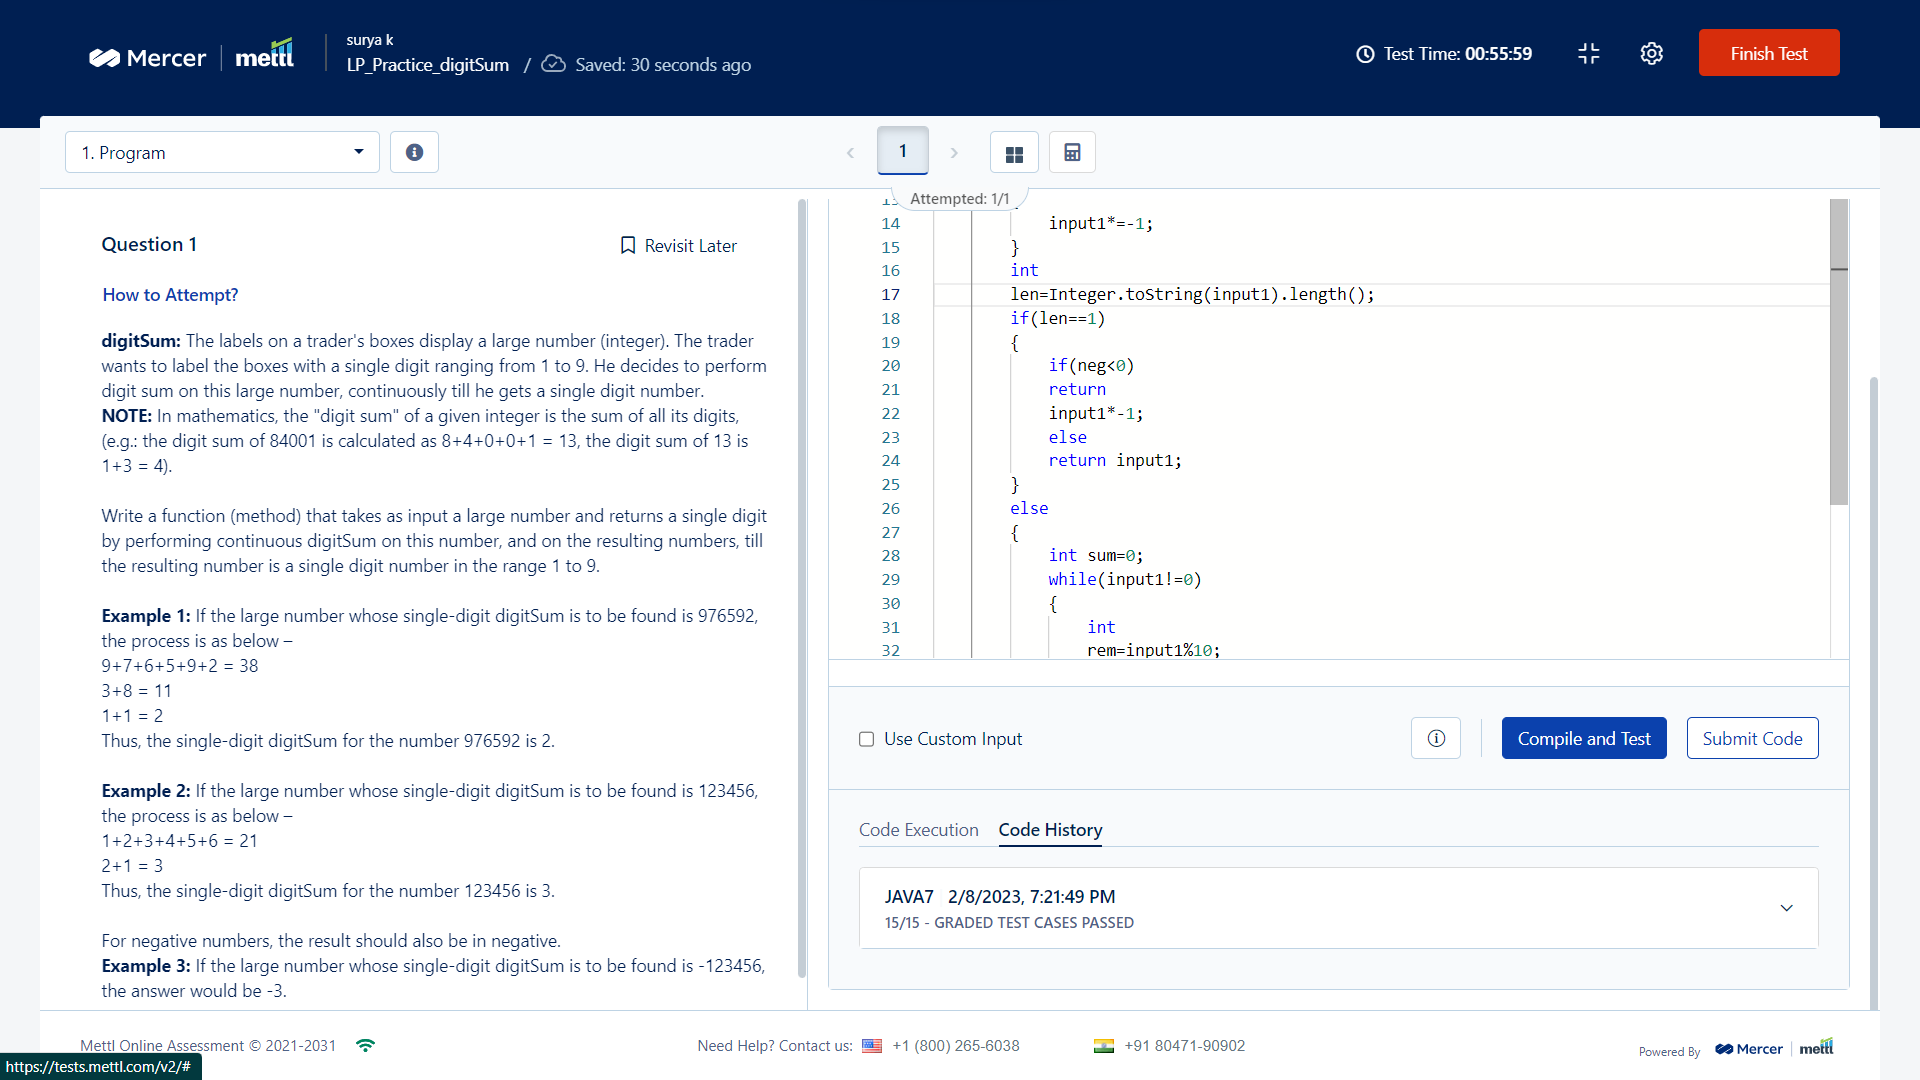 Mercer | mettl
surya k
LP_Practice_digitSum / Saved: 30 seconds ago
Test Time: 00:55:59
Finish Test
1. Program
1
Attempted: 1/1
Question 1
Revisit Later
How to Attempt?
digitSum: The labels on a trader's boxes display a large number (integer). The trader
wants to label the boxes with a single digit ranging from 1 to 9. He decides to perform
digit sum on this large number, continuously till he gets a single digit number.
NOTE: In mathematics, the "digit sum" of a given integer is the sum of all its digits,
(e.g.: the digit sum of 84001 is calculated as 8+4+0+0+1 = 13, the digit sum of 13 is
1+3 = 4).
Write a function (method) that takes as input a large number and returns a single digit
by performing continuous digitSum on this number, and on the resulting numbers, till
the resulting number is a single digit number in the range 1 to 9.
Example 1: If the large number whose single-digit digitSum is to be found is 976592,
the process is as below –
9+7+6+5+9+2 = 38
3+8 = 11
1+1 = 2
Thus, the single-digit digitSum for the number 976592 is 2.
Example 2: If the large number whose single-digit digitSum is to be found is 123456,
the process is as below –
1+2+3+4+5+6 = 21
2+1 = 3
Thus, the single-digit digitSum for the number 123456 is 3.
For negative numbers, the result should also be in negative.
Example 3: If the large number whose single-digit digitSum is to be found is -123456,
the answer would be -3.
14 input1*=-1;
15 }
16 int
17 len=Integer.toString(input1).length();
18 if(len==1)
19 {
20 if(neg<0)
21 return
22 input1*-1;
23 else
24 return input1;
25 }
26 else
27 {
28 int sum=0;
29 while(input1!=0)
30 {
31 int
32 rem=input1%10;
Use Custom Input
Compile and Test
Submit Code
Code Execution
Code History
JAVA7 2/8/2023, 7:21:49 PM
15/15 - GRADED TEST CASES PASSED
Mettl Online Assessment © 2021-2031
Need Help? Contact us: +1 (800) 265-6038
+91 80471-90902
Powered By Mercer | mettl
https://tests.mettl.com/v2/#